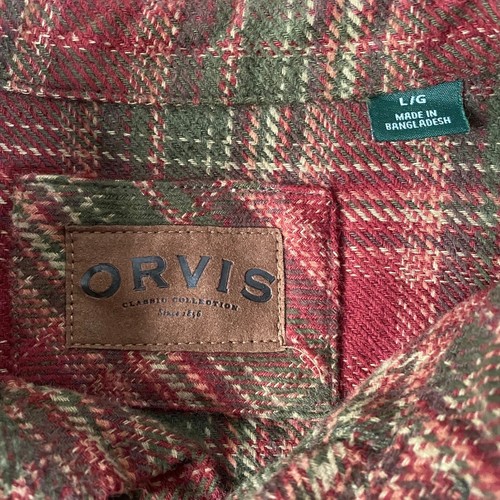 L/G
MADE IN
BANGLADESH
ORVIS
CLASSIC COLLECTION
Since 1856